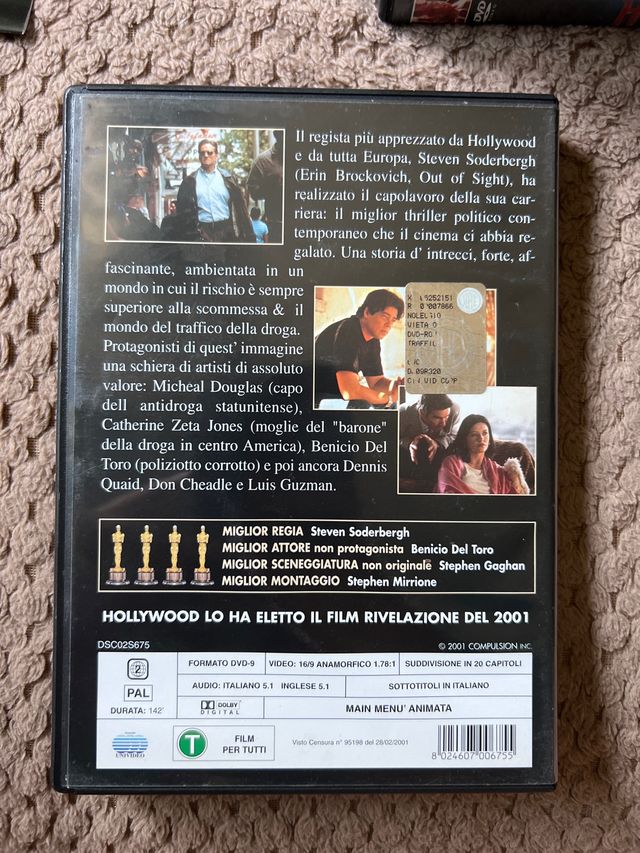 DVD
Il regista più apprezzato da Hollywood
e da tutta Europa, Steven Soderbergh
(Erin Brockovich, Out of Sight), ha
realizzato il capolavoro della sua car-
riera: il miglior thriller politico con-
temporaneo che il cinema ci abbia re-
galato. Una storia d' intrecci, forte, af-
fascinante, ambientata in un
mondo in cui il rischio è sempre
superiore alla scommessa & il
mondo del traffico della droga.
Protagonisti di quest' immagine
una schiera di artisti di assoluto
valore: Micheal Douglas (capo
dell antidroga statunitense),
Catherine Zeta Jones (moglie del "barone"
della droga in centro America), Benicio Del
Toro (poliziotto corrotto) e poi ancora Dennis
Quaid, Don Cheadle e Luis Guzman.
NOLEGGIO
DVD-RO
TRAFFI
MIGLIOR REGIA Steven Soderbergh
MIGLIOR ATTORE non protagonista Benicio Del Toro
MIGLIOR SCENEGGIATURA non originale Stephen Gaghan
MIGLIOR MONTAGGIO Stephen Mirrione
HOLLYWOOD LO HA ELETTO IL FILM RIVELAZIONE DEL 2001
DSC02S675
© 2001 COMPULSION INC.
2
PAL
DURATA: 142'
FORMATO DVD-9
VIDEO: 16/9 ANAMORFICO 1.78:1
SUDDIVISIONE IN 20 CAPITOLI
AUDIO: ITALIANO 5.1 INGLESE 5.1
SOTTOTITOLI IN ITALIANO
DOLBY
DIGITAL
MAIN MENU' ANIMATA
UNIVIDEO
T
FILM
PER TUTTI
Visto Censura n° 95198 del 28/02/2001
8 024607 006755